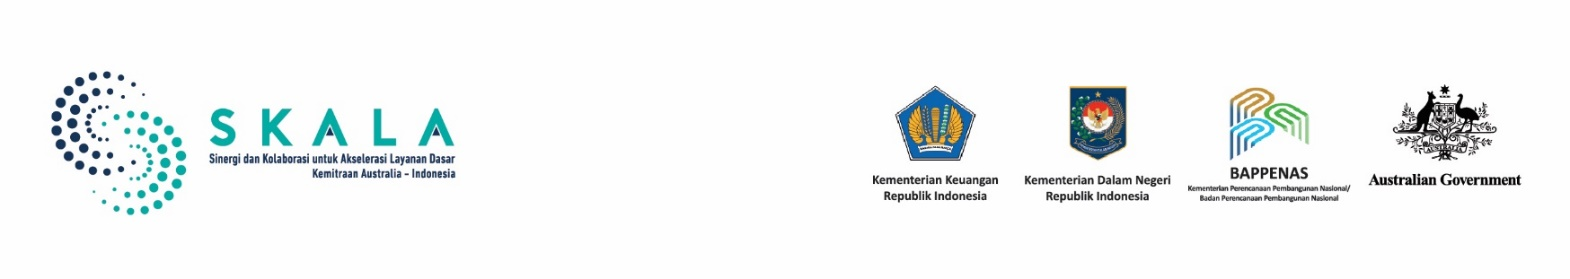 SKALA
Sinergi dan Kolaborasi untuk Akselerasi Layanan Dasar
Kemitraan Australia – Indonesia
Kementerian Keuangan
Republik Indonesia
Kementerian Dalam Negeri
Republik Indonesia
BAPPENAS
Kementerian Perencanaan Pembangunan Nasional/
Badan Perencanaan Pembangunan Nasional
AUSTRALIA
Australian Government